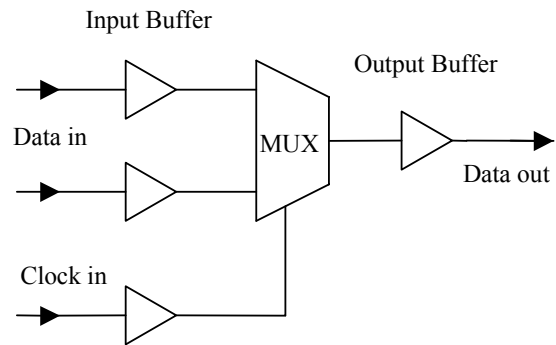 Input Buffer
Output Buffer
Data in
MUX
Data out
Clock in